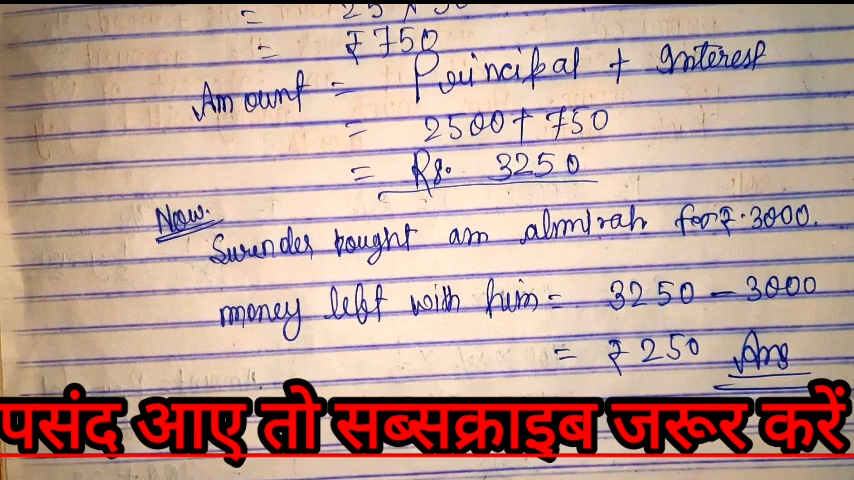 =
= ₹750
Amount = Principal + Interest
= 2500 + 750
= Rs. 3250
Now.
Surender bought an almirah for ₹.3000.
money left with him = 3250 - 3000
= ₹250 Ans
पसंद आए तो सब्सक्राइब जरूर करें